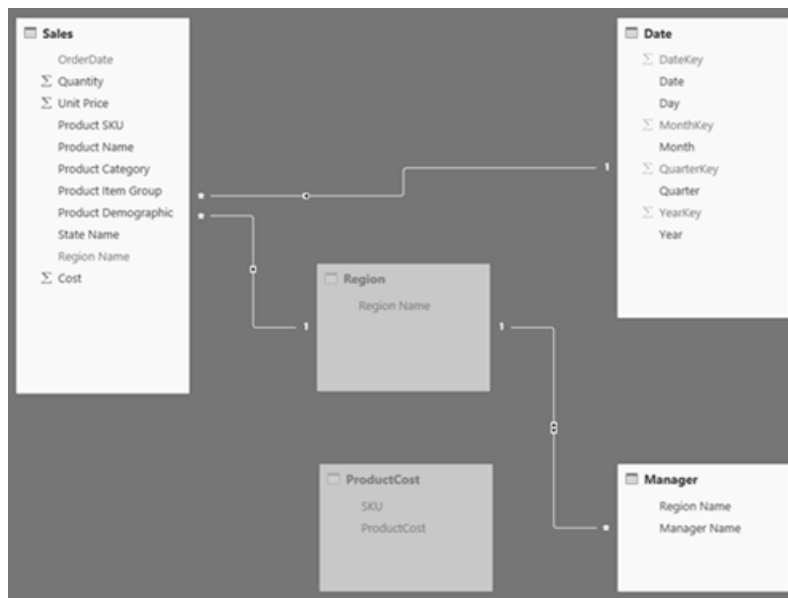 Sales
OrderDate
Σ Quantity
Σ Unit Price
Product SKU
Product Name
Product Category
Product Item Group
Product Demographic
State Name
Region Name
Σ Cost
*
*
1
Date
Σ DateKey
Date
Day
Σ MonthKey
Month
Σ QuarterKey
Quarter
Σ YearKey
Year
Region
Region Name
1
1
ProductCost
SKU
ProductCost
Manager
Region Name
Manager Name
*